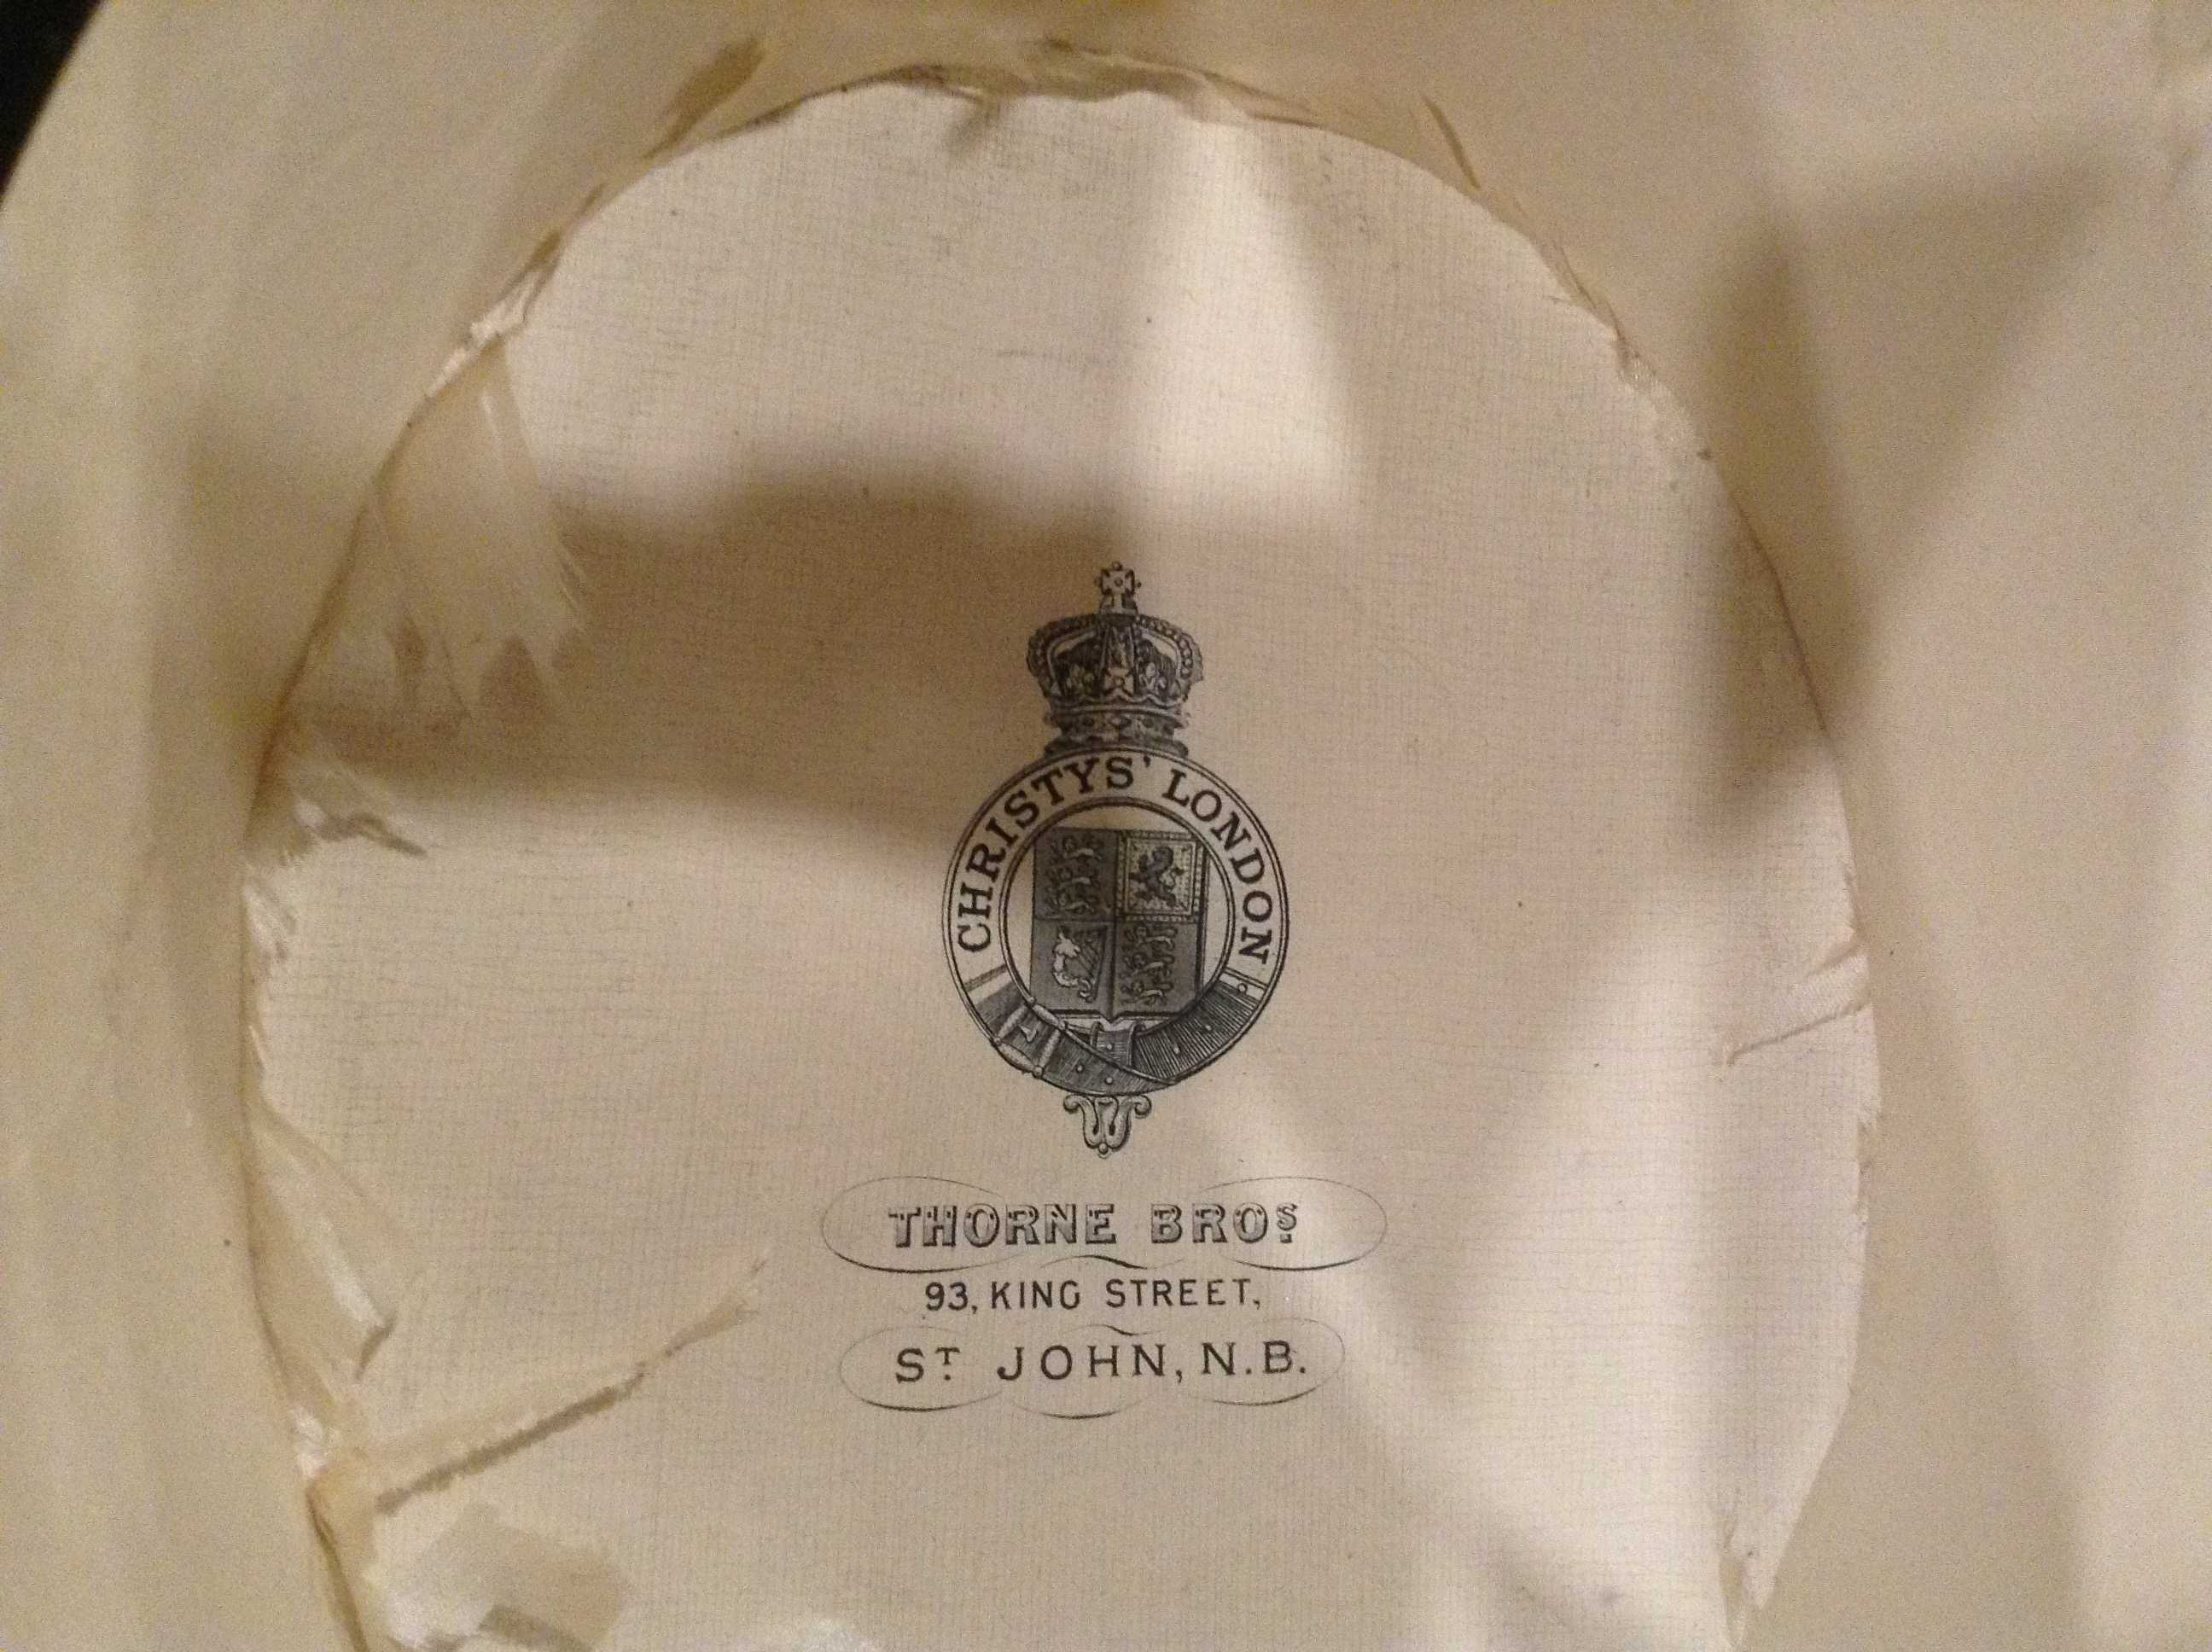 CHRISTYS' LONDON
THORNE BROS.
93, KING STREET,
ST. JOHN, N.B.